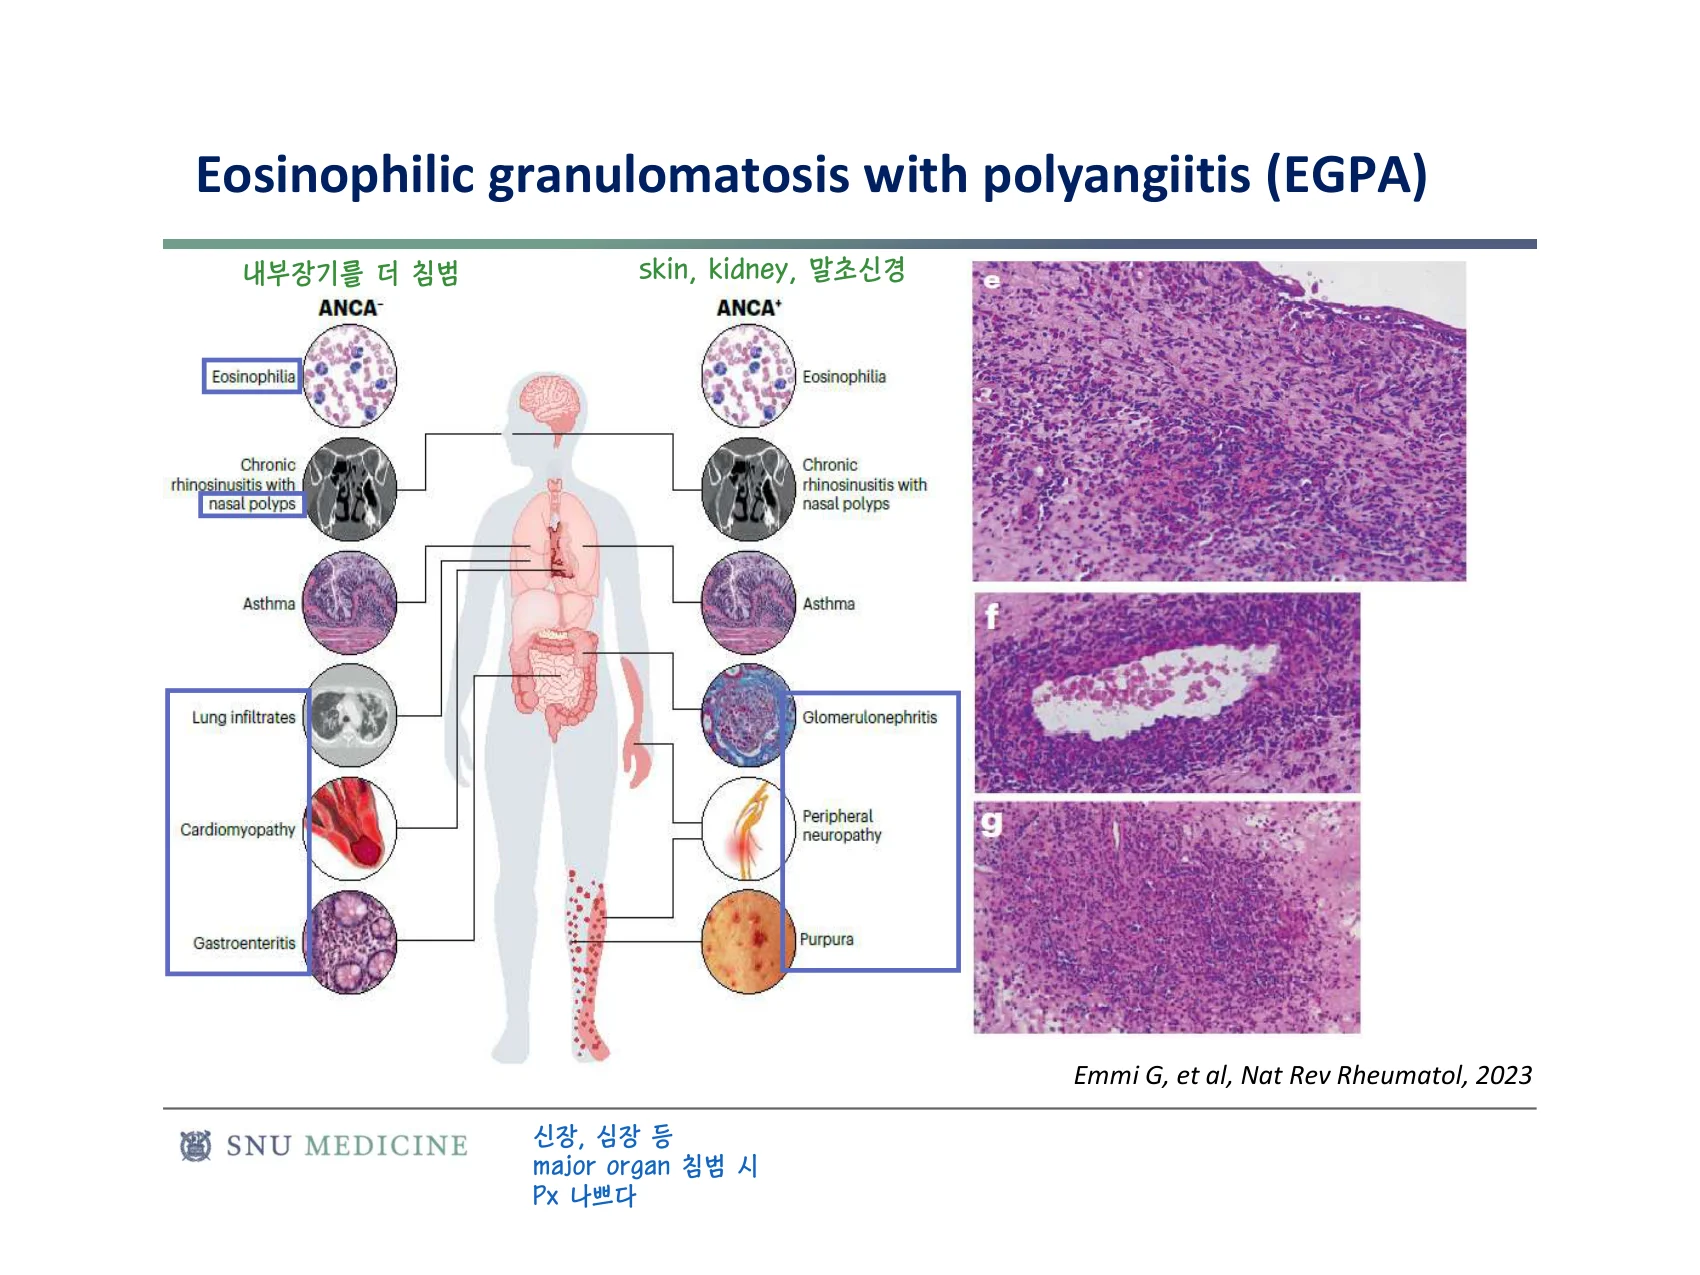 Eosinophilic granulomatosis with polyangiitis (EGPA)
내부장기를 더 침범
skin, kidney, 말초신경
ANCA⁻
Eosinophilia
Chronic
rhinosinusitis with
nasal polyps
Asthma
Lung infiltrates
Cardiomyopathy
Gastroenteritis
ANCA⁺
Eosinophilia
Chronic
rhinosinusitis with
nasal polyps
Asthma
Glomerulonephritis
Peripheral
neuropathy
Purpura
e
f
g
Emmi G, et al, Nat Rev Rheumatol, 2023
SNU MEDICINE
신장, 심장 등
major organ 침범 시
Px 나쁘다